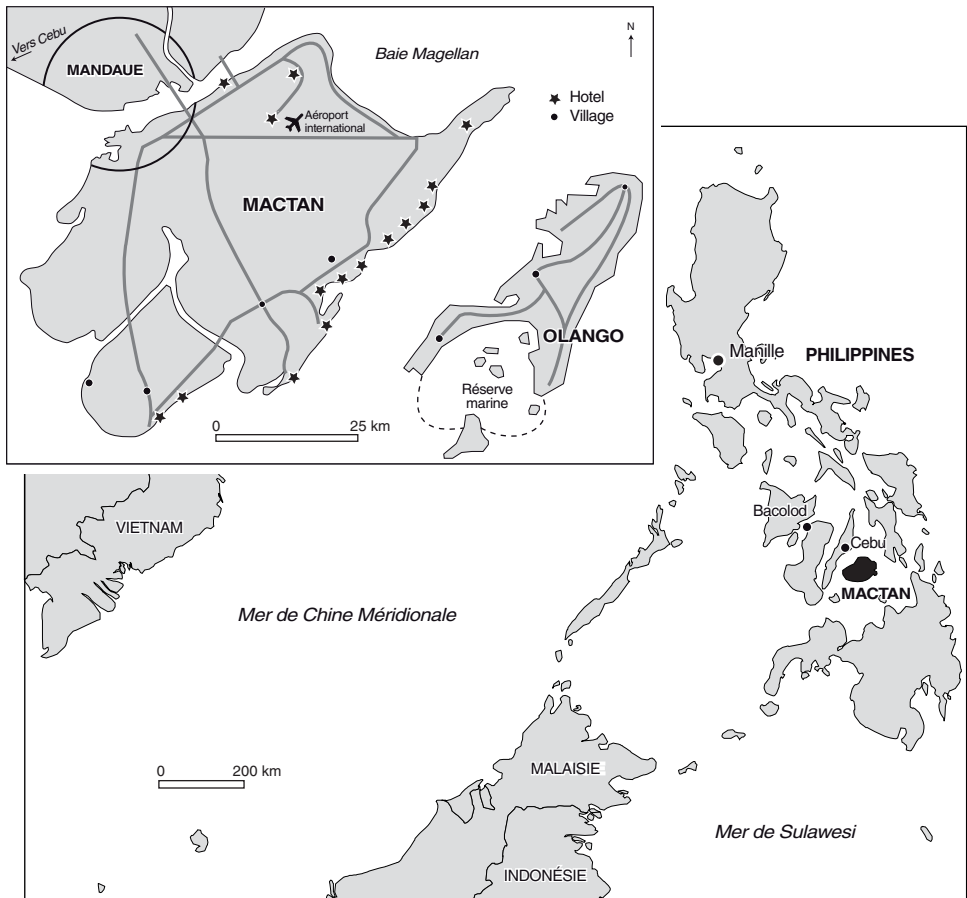 Vers Cebu
MANDAUE
Baie Magellan
N
Hotel
Village
Aéroport
international
MACTAN
OLANGO
Réserve
marine
0 25 km
Manille
PHILIPPINES
Bacolod
Cebu
MACTAN
VIETNAM
Mer de Chine Méridionale
0 200 km
MALAISIE
Mer de Sulawesi
INDONÉSIE